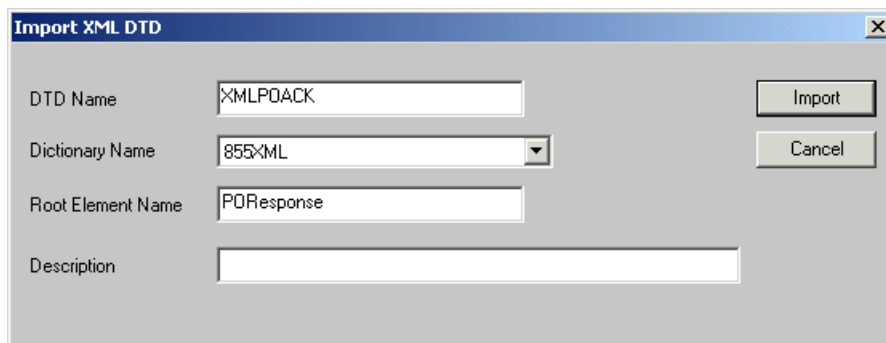 Import XML DTD
DTD Name XMLPOACK Import
Dictionary Name 855XML Cancel
Root Element Name POResponse
Description